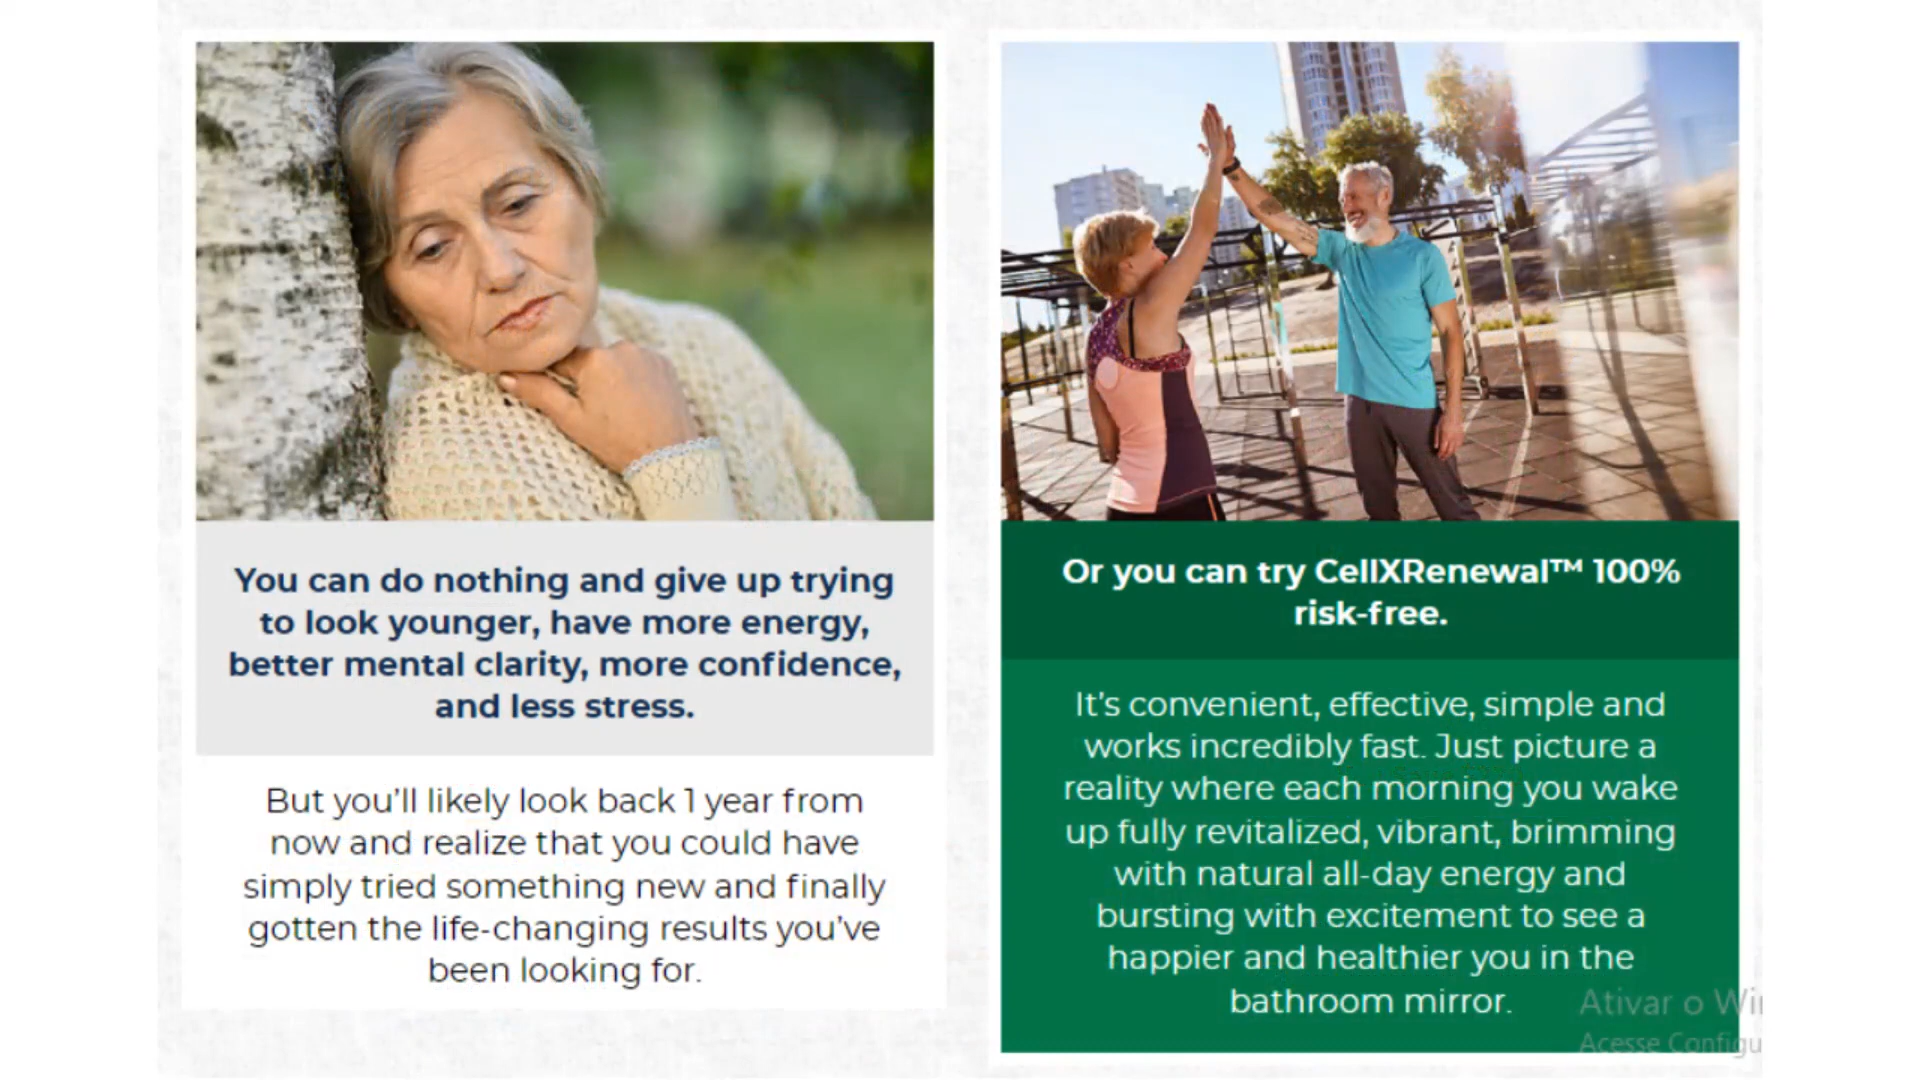 You can do nothing and give up trying
to look younger, have more energy,
better mental clarity, more confidence,
and less stress.
But you'll likely look back 1 year from
now and realize that you could have
simply tried something new and finally
gotten the life-changing results you've
been looking for.
Or you can try CellXRenewal™ 100%
risk-free.
It's convenient, effective, simple and
works incredibly fast. Just picture a
reality where each morning you wake
up fully revitalized, vibrant, brimming
with natural all-day energy and
bursting with excitement to see a
happier and healthier you in the
bathroom mirror.
Ativar o Wi
Acesse Configu